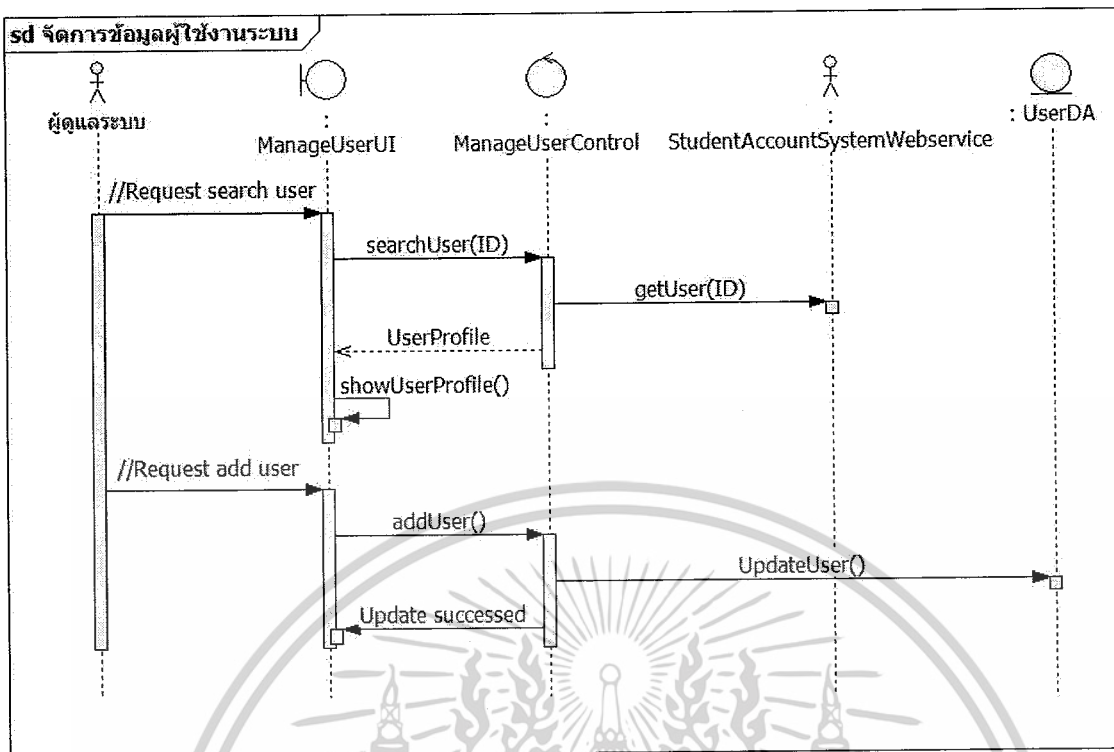 sd จัดการข้อมูลผู้ใช้งานระบบ
ผู้ดูแลระบบ
:
ManageUserUI
:
ManageUserControl
:
StudentAccountSystemWebservice
: UserDA
//Request search user
searchUser(ID)
getUser(ID)
UserProfile
showUserProfile()
//Request add user
addUser()
UpdateUser()
Update successed